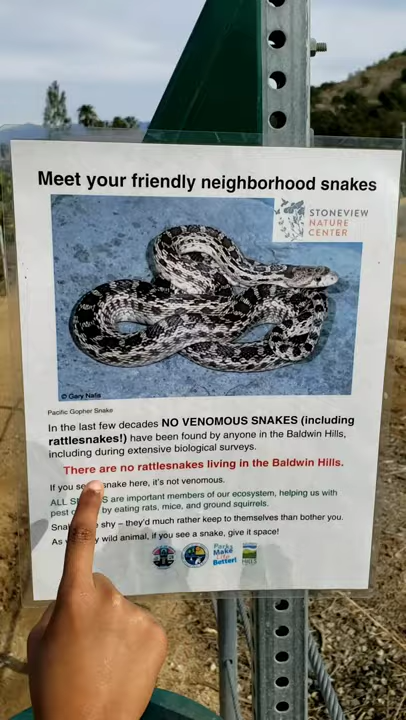 Meet your friendly neighborhood snakes
STONEVIEW
NATURE
CENTER
© Gary Nafis
Pacific Gopher Snake
In the last few decades NO VENOMOUS SNAKES (including
rattlesnakes!) have been found by anyone in the Baldwin Hills,
including during extensive biological surveys.
There are no rattlesnakes living in the Baldwin Hills.
If you see snake here, it's not venomous.
ALL are important members of our ecosystem, helping us with
pest by eating rats, mice, and ground squirrels.
shy – they'd much rather keep to themselves than bother you.
As wild animal, if you see a snake, give it space!
Parks
Make
Life
Better!